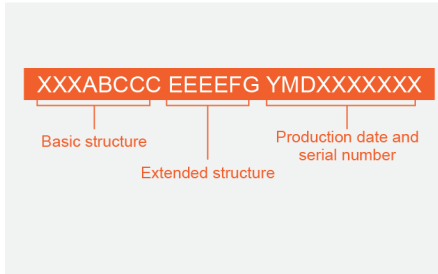 XXXABCCC EEEEFG YMDXXXXXXX
Basic structure
Extended structure
Production date and
serial number